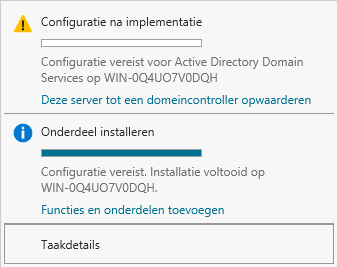 Configuratie na implementatie
Configuratie vereist voor Active Directory Domain
Services op WIN-0Q4UO7V0DQH
Deze server tot een domeincontroller opwaarderen
Onderdeel installeren
Configuratie vereist. Installatie voltooid op
WIN-0Q4UO7V0DQH.
Functies en onderdelen toevoegen
Taakdetails